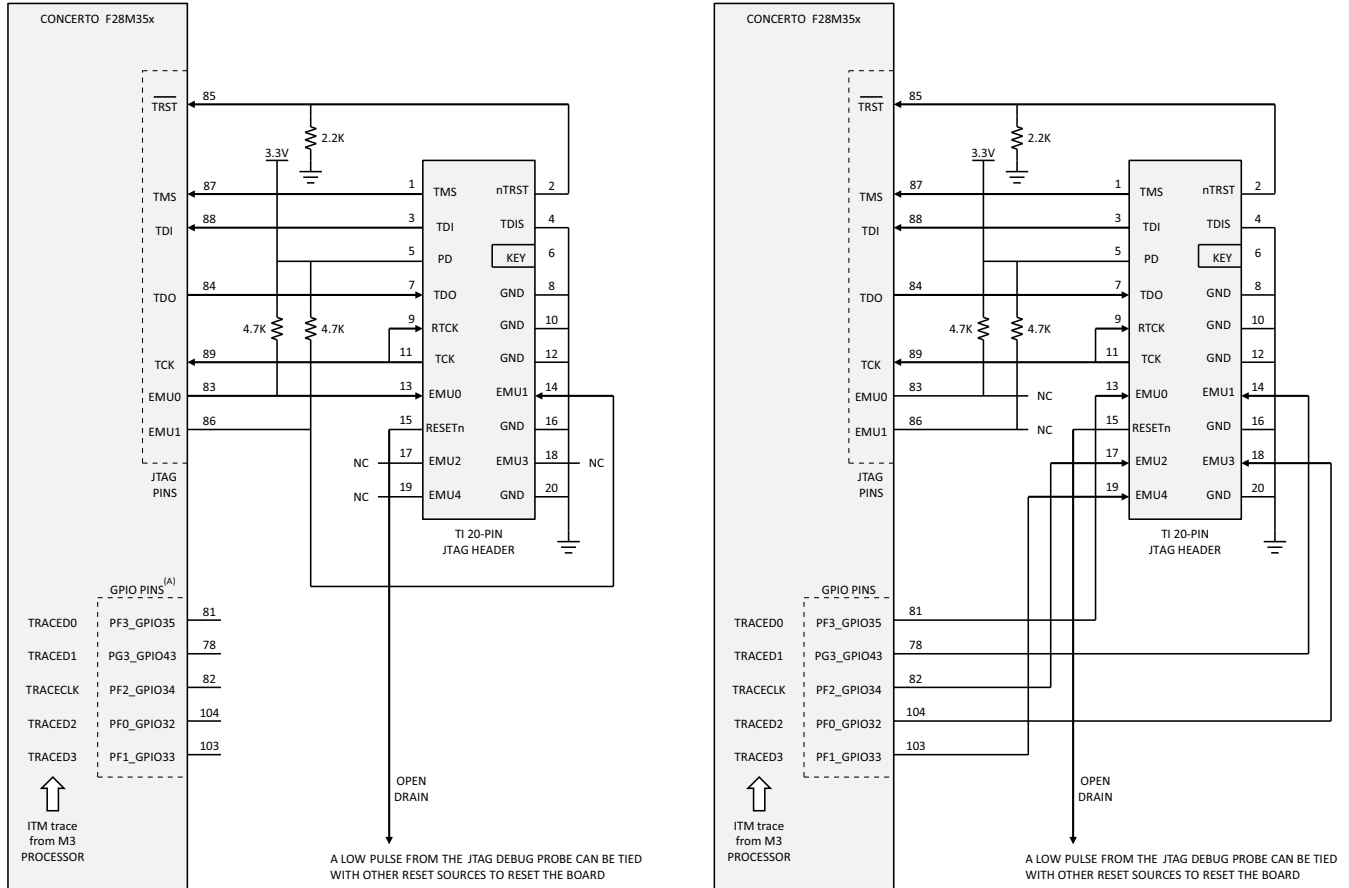 CONCERTO F28M35x
TRST
85
2.2K
3.3V
TMS
87
1
TMS
nTRST
2
TDI
88
3
TDI
TDIS
4
5
PD
KEY
6
TDO
84
7
TDO
GND
8
4.7K
4.7K
9
RTCK
GND
10
TCK
89
11
TCK
GND
12
EMU0
83
13
EMU0
EMU1
14
EMU1
86
15
RESETn
GND
16
NC
17
EMU2
EMU3
18
NC
NC
19
EMU4
GND
20
JTAG
PINS
TI 20-PIN
JTAG HEADER
GPIO PINS(A)
TRACED0
PF3_GPIO35
81
TRACED1
PG3_GPIO43
78
TRACECLK
PF2_GPIO34
82
TRACED2
PF0_GPIO32
104
TRACED3
PF1_GPIO33
103
OPEN
DRAIN
ITM trace
from M3
PROCESSOR
A LOW PULSE FROM THE JTAG DEBUG PROBE CAN BE TIED
WITH OTHER RESET SOURCES TO RESET THE BOARD
CONCERTO F28M35x
TRST
85
2.2K
3.3V
TMS
87
1
TMS
nTRST
2
TDI
88
3
TDI
TDIS
4
5
PD
KEY
6
TDO
84
7
TDO
GND
8
4.7K
4.7K
9
RTCK
GND
10
TCK
89
11
TCK
GND
12
EMU0
83
NC
13
EMU0
EMU1
14
EMU1
86
NC
15
RESETn
GND
16
17
EMU2
EMU3
18
19
EMU4
GND
20
JTAG
PINS
TI 20-PIN
JTAG HEADER
GPIO PINS
TRACED0
PF3_GPIO35
81
TRACED1
PG3_GPIO43
78
TRACECLK
PF2_GPIO34
82
TRACED2
PF0_GPIO32
104
TRACED3
PF1_GPIO33
103
OPEN
DRAIN
ITM trace
from M3
PROCESSOR
A LOW PULSE FROM THE JTAG DEBUG PROBE CAN BE TIED
WITH OTHER RESET SOURCES TO RESET THE BOARD